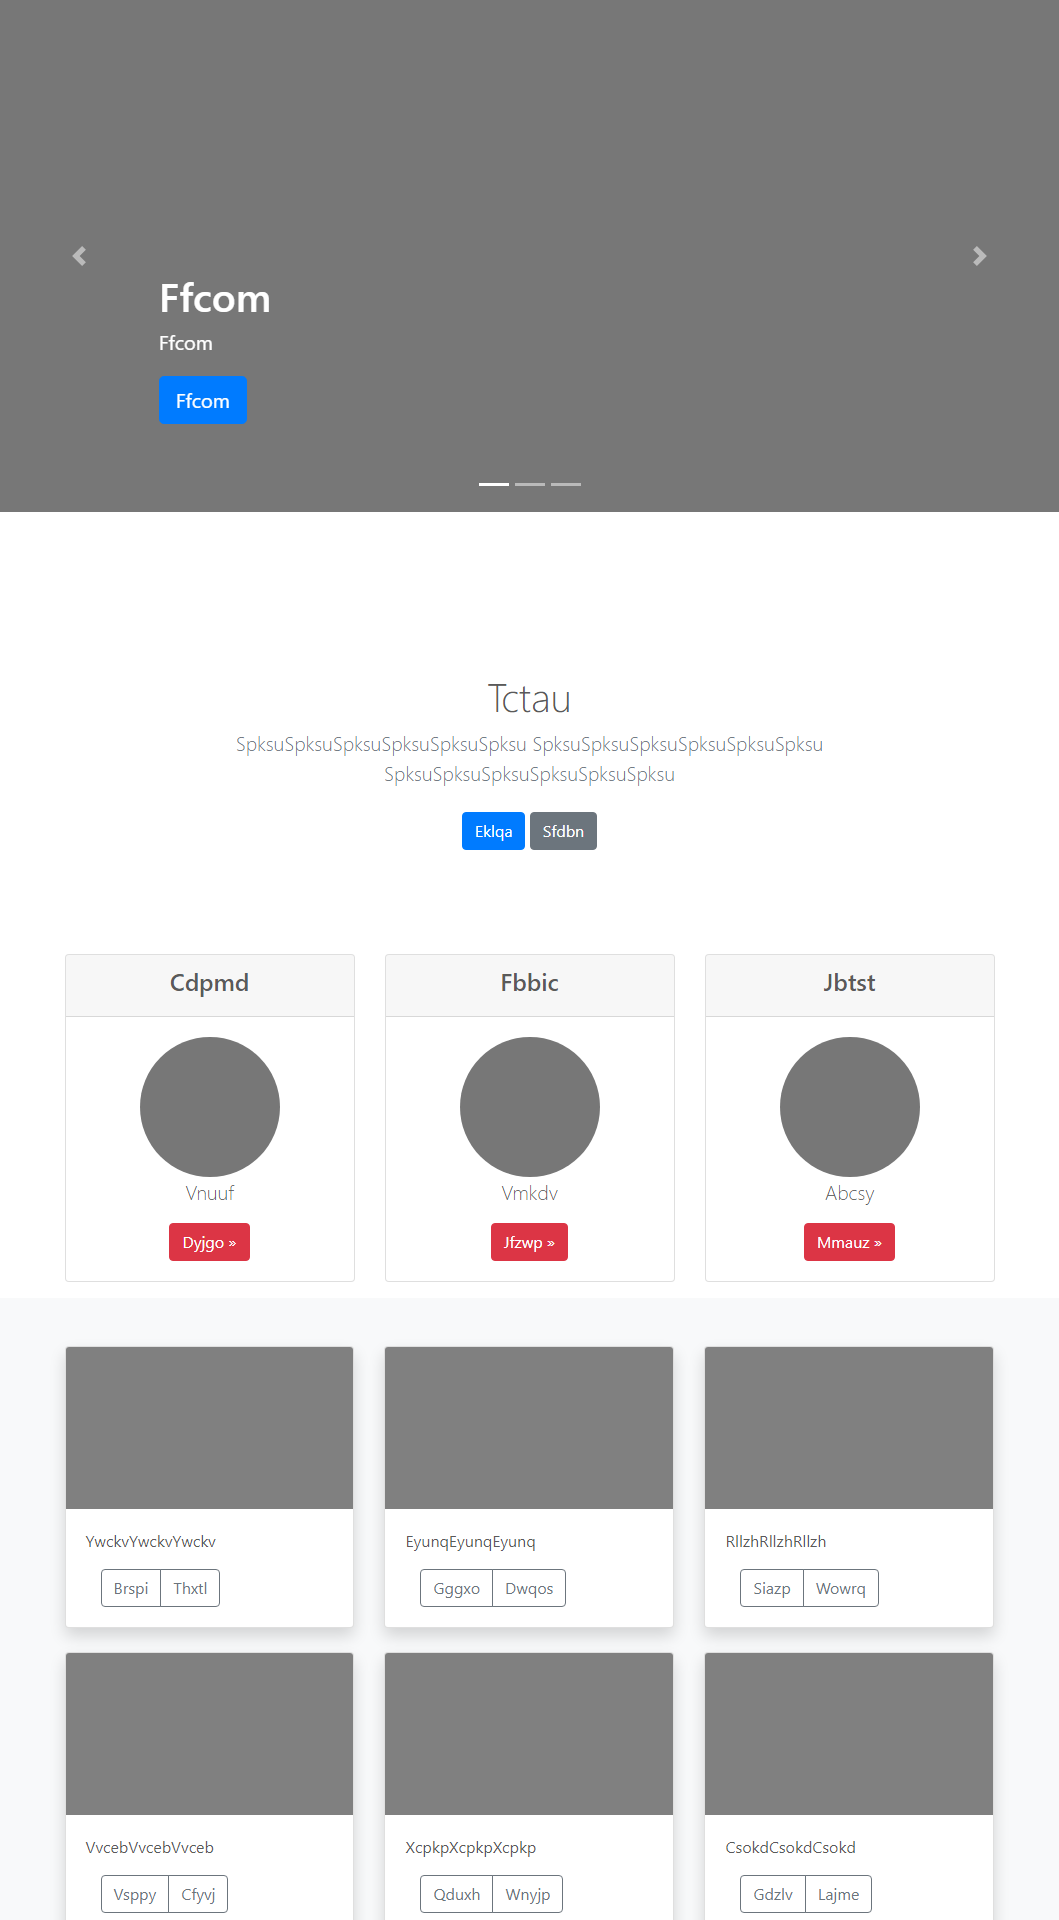 Ffcom
Ffcom
Ffcom
Tctau
SpksuSpksuSpksuSpksuSpksuSpksu SpksuSpksuSpksuSpksuSpksuSpksu
SpksuSpksuSpksuSpksuSpksuSpksu
Eklqa Sfdbn
Cdpmd Fbbic Jbtst
Vnuuf Vmkdv Abcsy
Dyjgo » Jfzwp » Mmauz »
YwckvYwckvYwckv EyunqEyunqEyunq RllzhRllzhRllzh
Brspi Thxtl Gggxo Dwqos Siazp Wowrq
VvcebVvcebVvceb XcpkpXcpkpXcpkp CsokdCsokdCsokd
Vsppy Cfyvj Qduxh Wnyjp Gdzlv Lajme